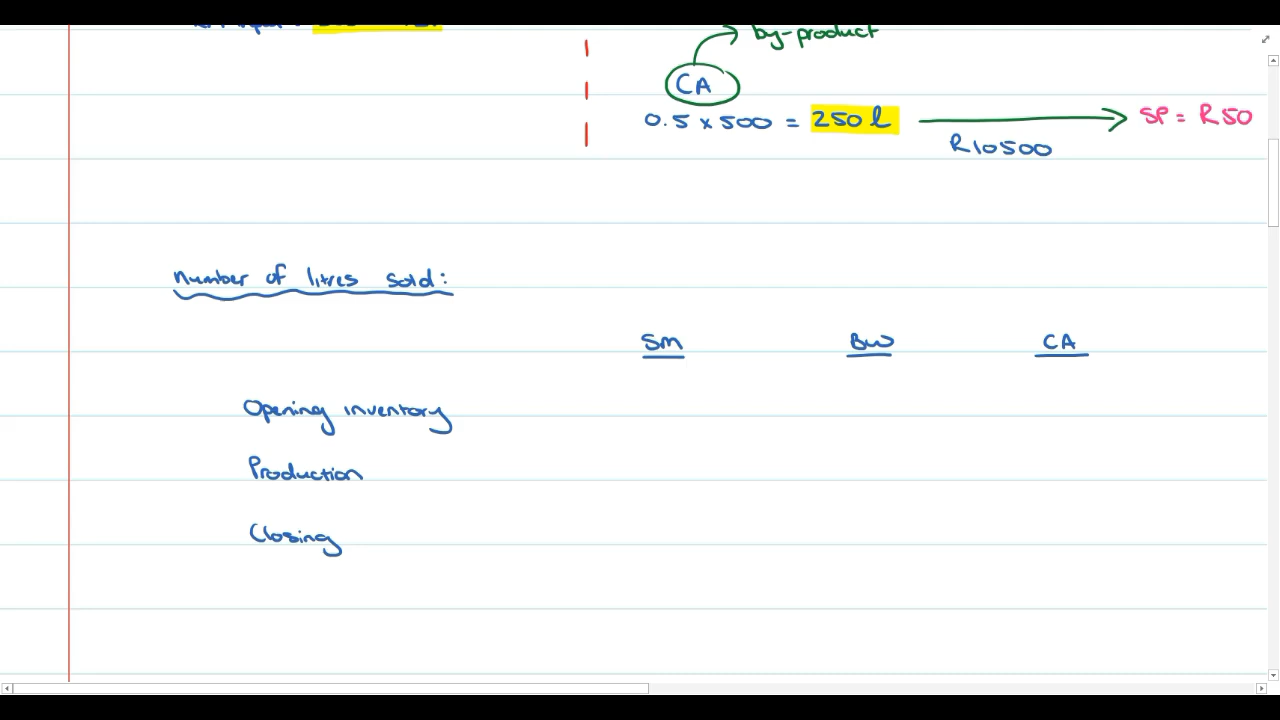 by-product
CA
0.5 x 500 = 250 l
SP = R50
R10500
Number of litres sold:
SM BW CA
Opening inventory
Production
Closing